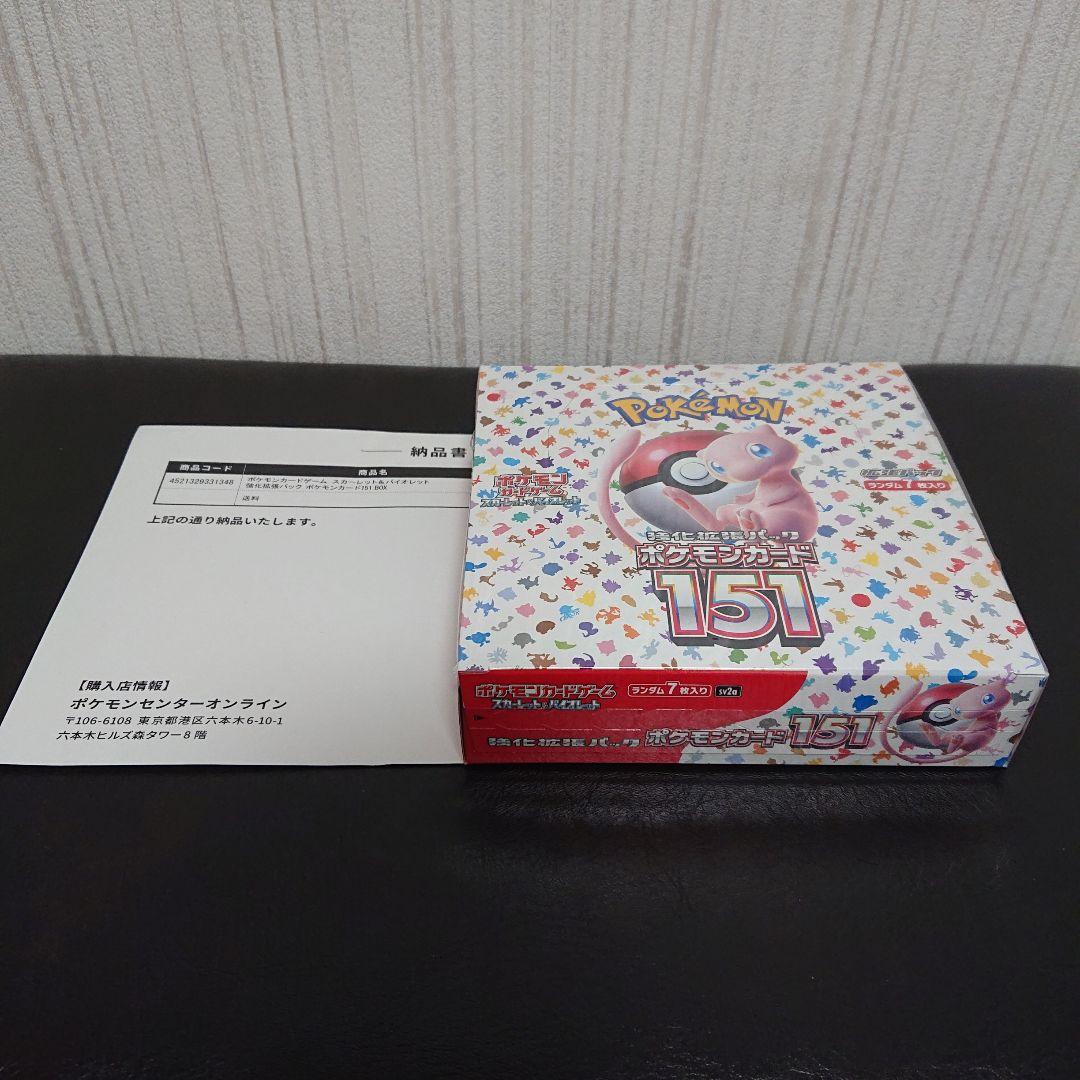 納品書
商品コード 商品名
4521329331348 ポケモンカードゲーム スカーレット&バイオレット
強化拡張パック ポケモンカード151 BOX
送料
上記の通り納品いたします。
【購入店情報】
ポケモンセンターオンライン
〒106-6108 東京都港区六本木6-10-1
六本木ヒルズ森タワー8階
POKéMON
ポケモン
カードゲーム
スカーレット&バイオレット
ランダム7枚入り
強化拡張パック
ポケモンカード
151
ポケモンカードゲーム
スカーレット&バイオレット
ランダム7枚入り sv2a
強化拡張パック ポケモンカード151